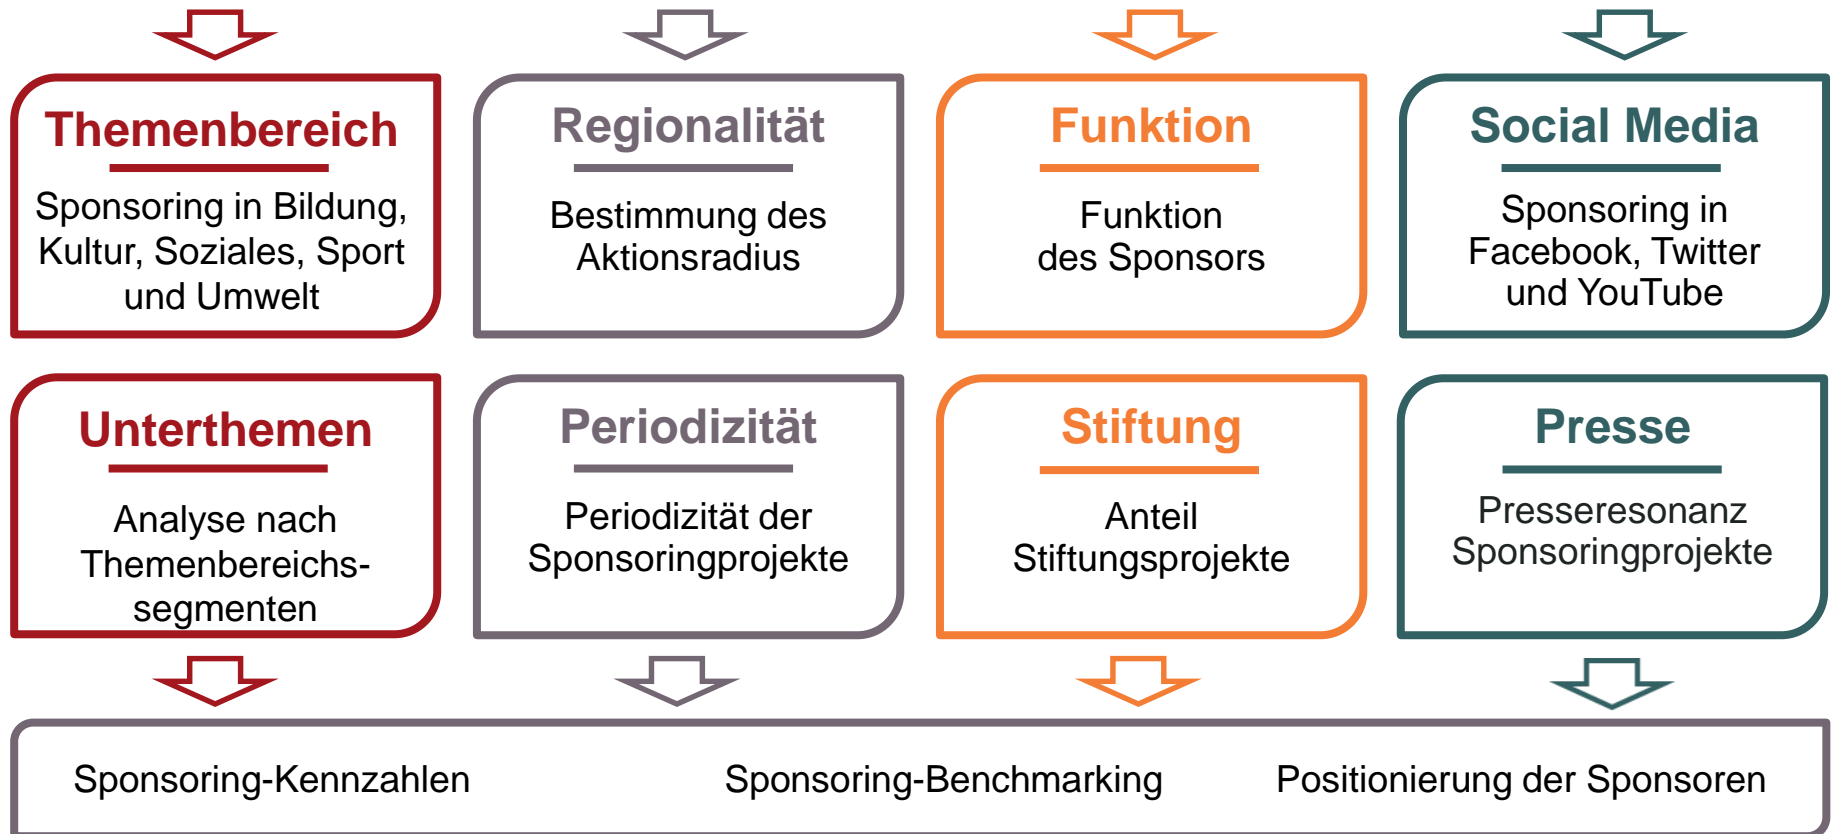 Themenbereich
Sponsoring in Bildung,
Kultur, Soziales, Sport
und Umwelt
Regionalität
Bestimmung des
Aktionsradius
Funktion
Funktion
des Sponsors
Social Media
Sponsoring in
Facebook, Twitter
und YouTube
Unterthemen
Analyse nach
Themenbereichs-
segmenten
Periodizität
Periodizität der
Sponsoringprojekte
Stiftung
Anteil
Stiftungsprojekte
Presse
Presseresonanz
Sponsoringprojekte
Sponsoring-Kennzahlen
Sponsoring-Benchmarking
Positionierung der Sponsoren